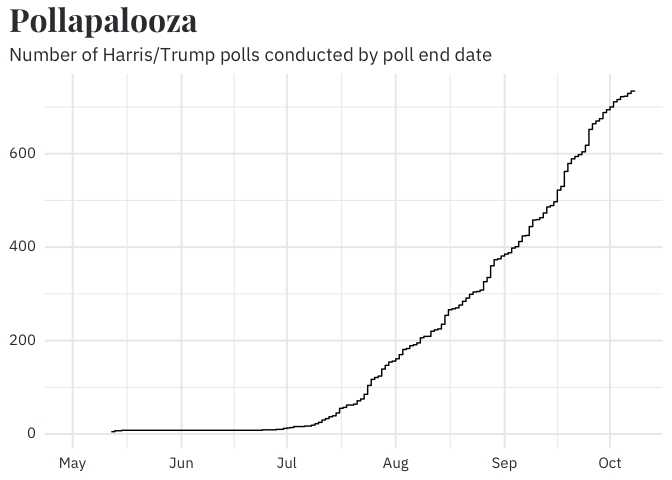 Pollapalooza
Number of Harris/Trump polls conducted by poll end date
600
400
200
0
May Jun Jul Aug Sep Oct